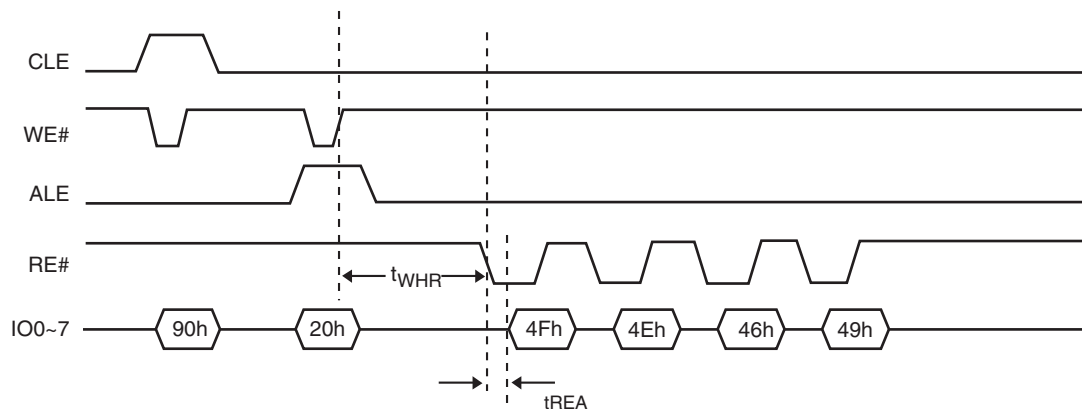 CLE
WE#
ALE
RE#
tWHR
IO0~7 90h 20h 4Fh 4Eh 46h 49h
tREA